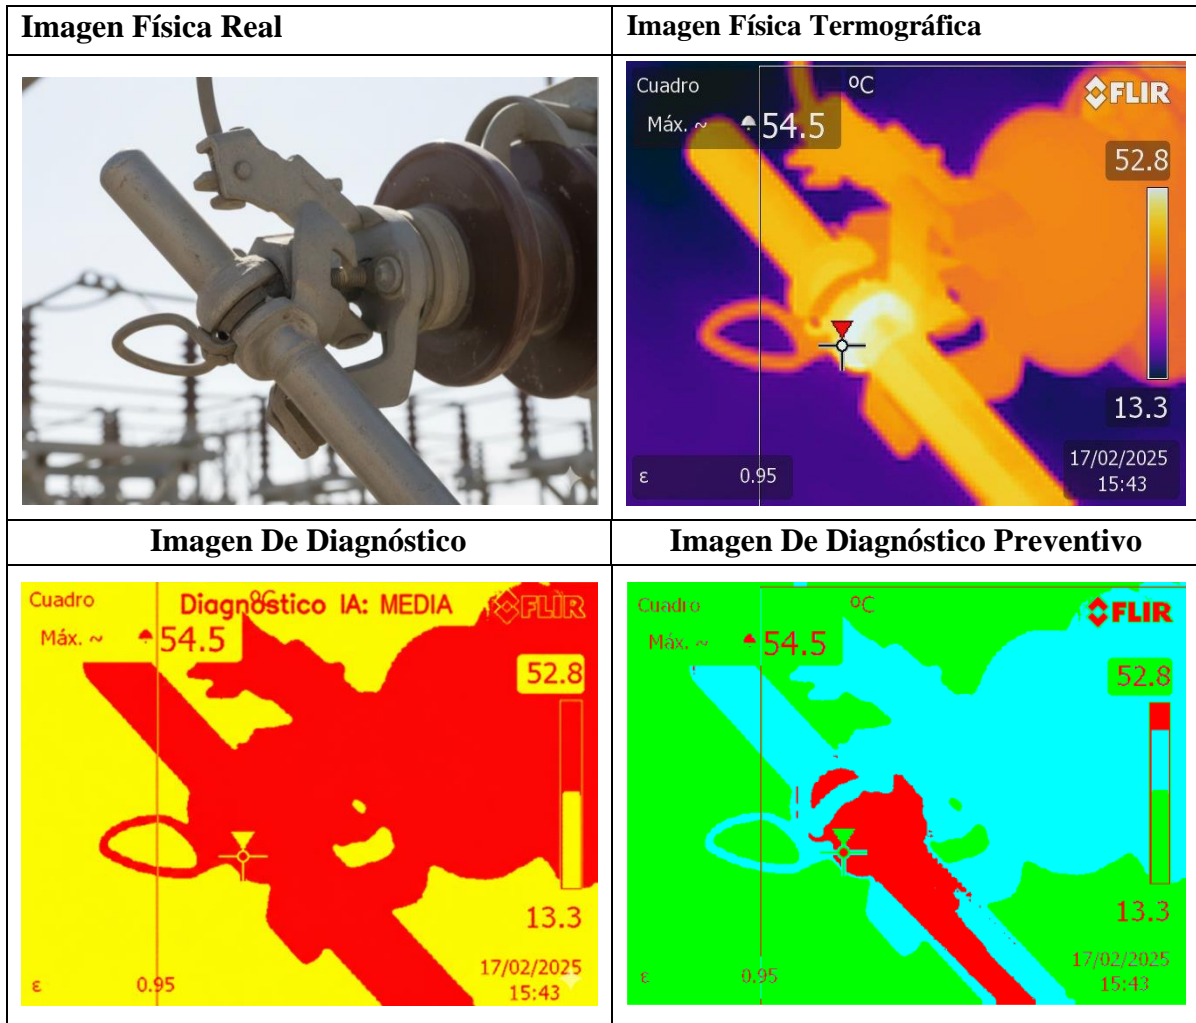 Imagen Física Real
Imagen Física Termográfica
Cuadro
ºC
FLIR
Máx. ~ 54.5
52.8
13.3
17/02/2025
15:43
ε 0.95
Imagen De Diagnóstico
Imagen De Diagnóstico Preventivo
Cuadro
ºC
Diagnóstico IA: MEDIA
FLIR
Máx. ~ 54.5
52.8
13.3
17/02/2025
15:43
ε 0.95
Cuadro
ºC
FLIR
Máx. ~ 54.5
52.8
13.3
17/02/2025
15:43
ε 0.95